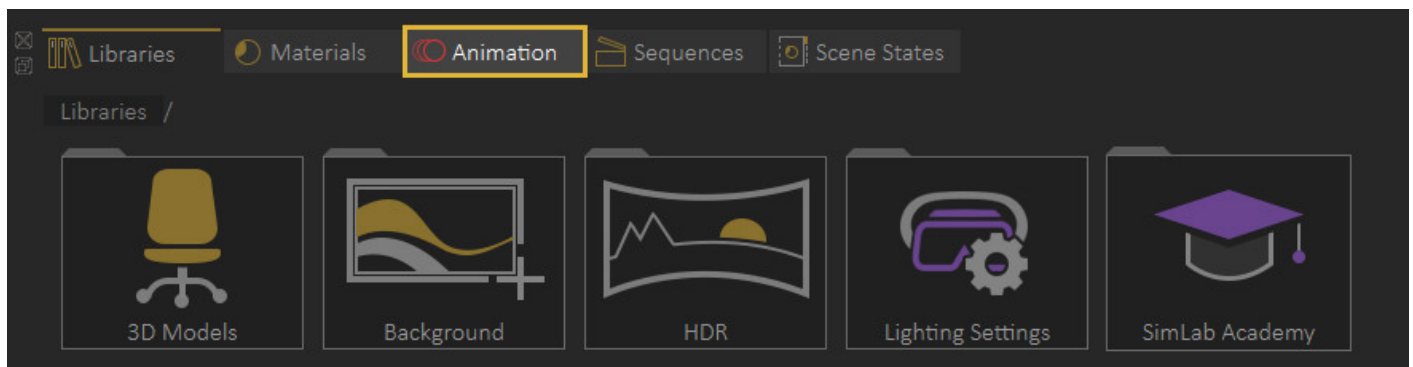 Libraries Materials Animation Sequences Scene States
Libraries /
3D Models Background HDR Lighting Settings SimLab Academy